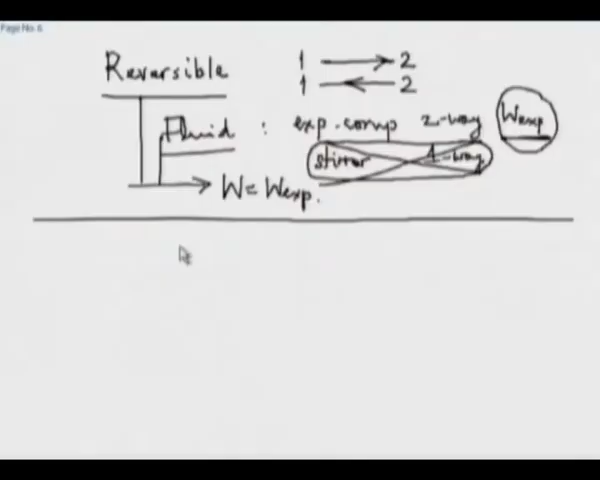 Page No. 6
Reversible 1 → 2
1 ← 2
Fluid : exp. comp 2-way Wexp
stirrer 1-way
W = Wexp.